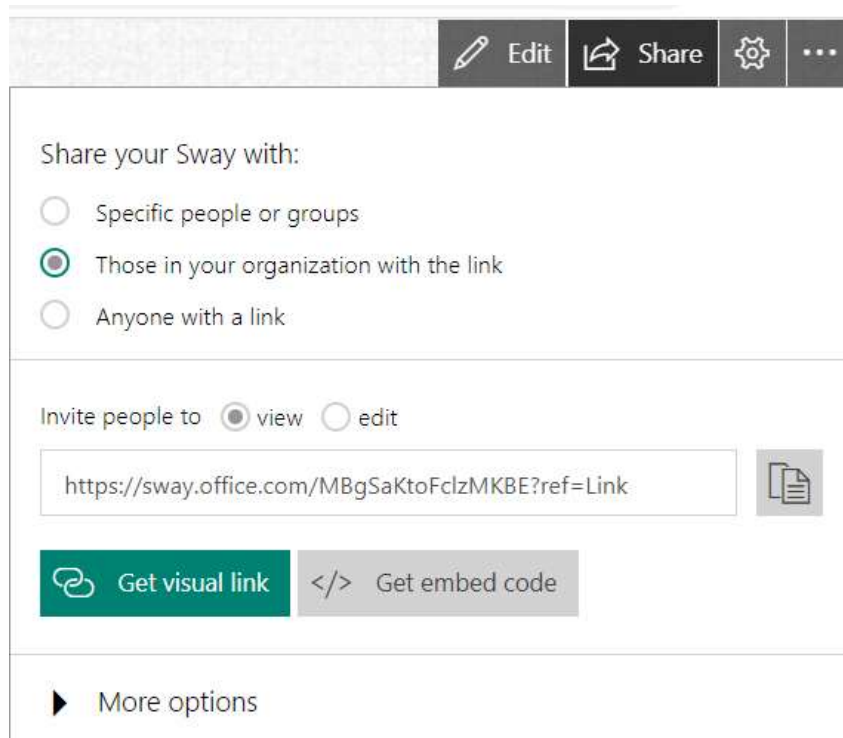 Edit Share
Share your Sway with:
Specific people or groups
Those in your organization with the link
Anyone with a link
Invite people to view edit
https://sway.office.com/MBgSaKtoFclzMKBE?ref=Link
Get visual link </> Get embed code
More options